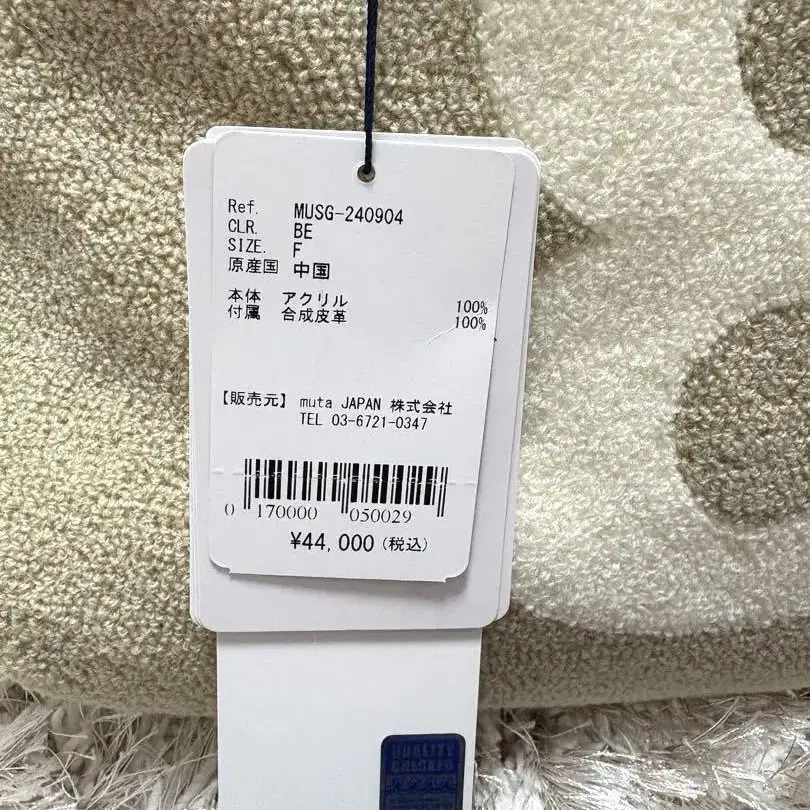 Ref. MUSG-240904
CLR. BE
SIZE. F
原産国 中国
本体 アクリル 100%
付属 合成皮革 100%
【販売元】 muta JAPAN 株式会社
TEL 03-6721-0347
0 170000 050029
¥44,000(税込)
QUALITY
CHECKED